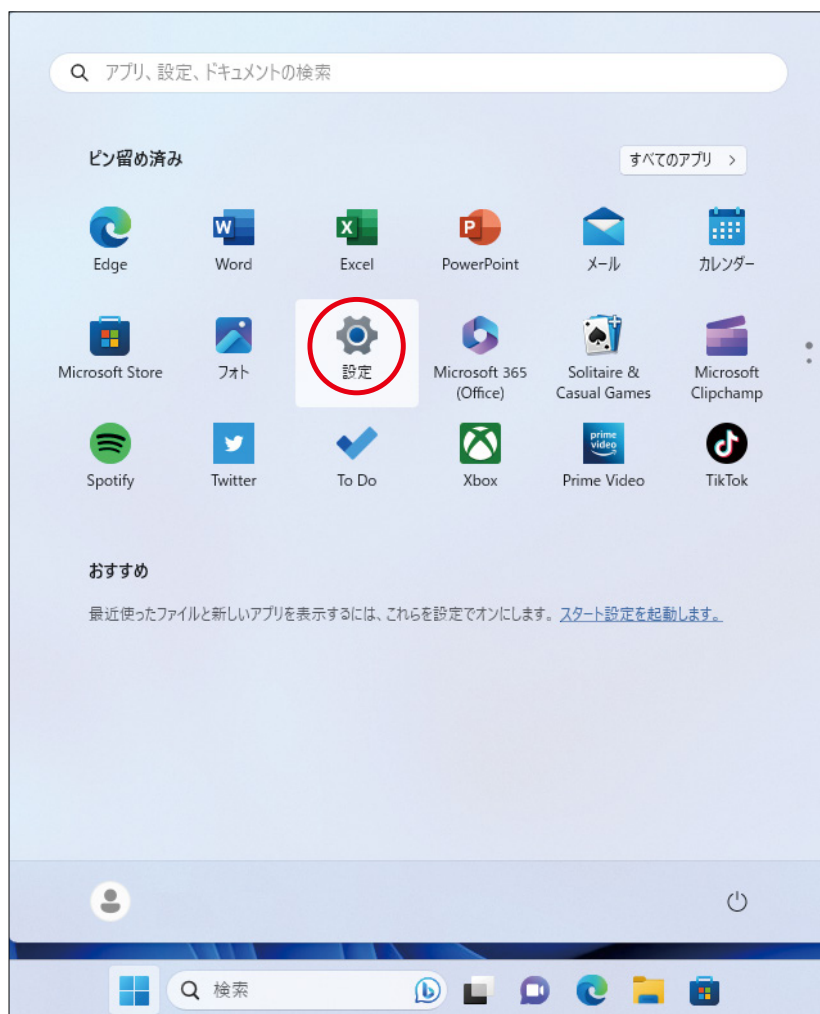 アプリ、設定、ドキュメントの検索
ピン留め済み
すべてのアプリ >
Edge Word Excel PowerPoint メール カレンダー
Microsoft Store フォト 設定 Microsoft 365 (Office) Solitaire & Casual Games Microsoft Clipchamp
prime video
Spotify Twitter To Do Xbox Prime Video TikTok
おすすめ
最近使ったファイルと新しいアプリを表示するには、これらを設定でオンにします。 スタート設定を起動します。
検索